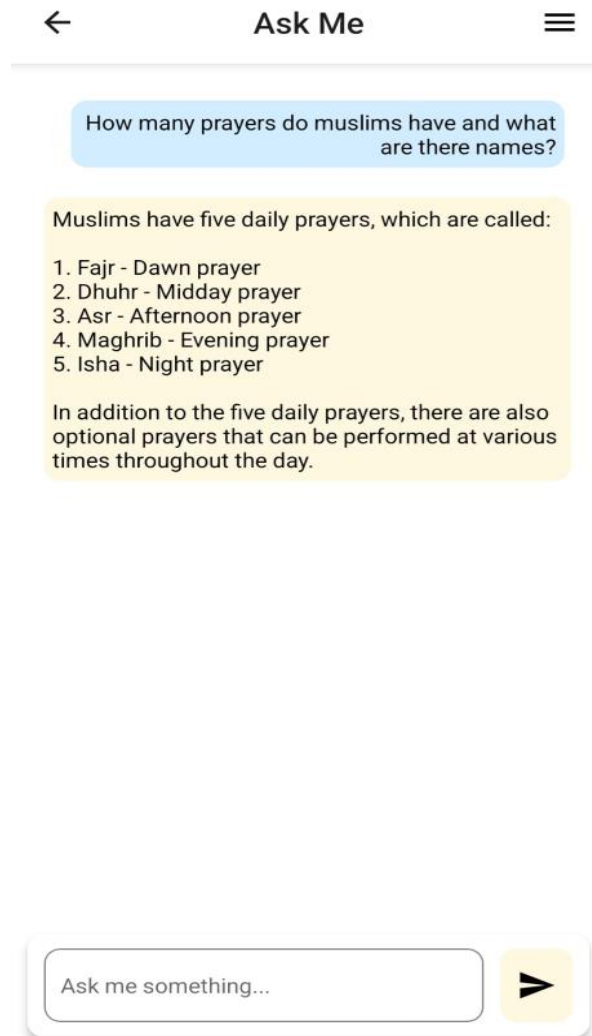 Ask Me
How many prayers do muslims have and what
are there names?
Muslims have five daily prayers, which are called:
1. Fajr - Dawn prayer
2. Dhuhr - Midday prayer
3. Asr - Afternoon prayer
4. Maghrib - Evening prayer
5. Isha - Night prayer
In addition to the five daily prayers, there are also
optional prayers that can be performed at various
times throughout the day.
Ask me something...